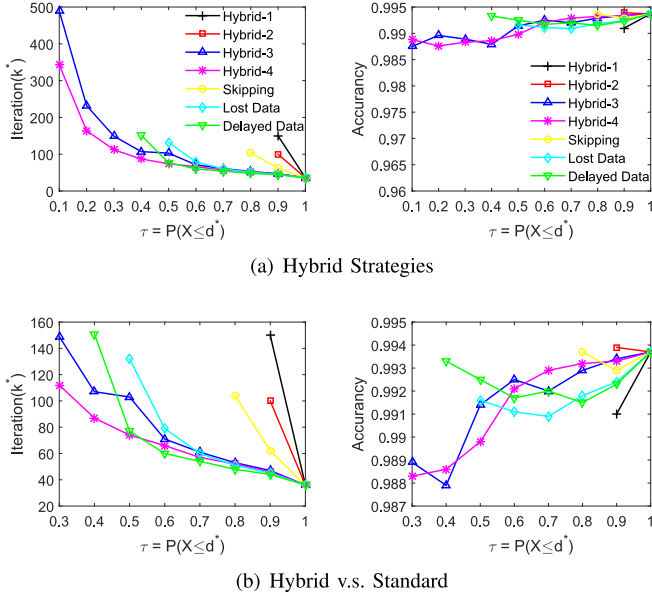 500
400
300
200
100
0
Iteration(k*)
0.1 0.2 0.3 0.4 0.5 0.6 0.7 0.8 0.9 1
τ = P(X≤d*)
Hybrid-1
Hybrid-2
Hybrid-3
Hybrid-4
Skipping
Lost Data
Delayed Data
0.995
0.99
0.985
0.98
0.975
0.97
0.965
0.96
Accurancy
0.1 0.2 0.3 0.4 0.5 0.6 0.7 0.8 0.9 1
τ = P(X≤d*)
Hybrid-1
Hybrid-2
Hybrid-3
Hybrid-4
Skipping
Lost Data
Delayed Data
(a) Hybrid Strategies
160
140
120
100
80
60
40
20
Iteration(k*)
0.3 0.4 0.5 0.6 0.7 0.8 0.9 1
τ = P(X≤d*)
0.994
0.993
0.992
0.991
0.99
0.989
0.988
0.987
Accurancy
0.3 0.4 0.5 0.6 0.7 0.8 0.9 1
τ = P(X≤d*)
(b) Hybrid v.s. Standard